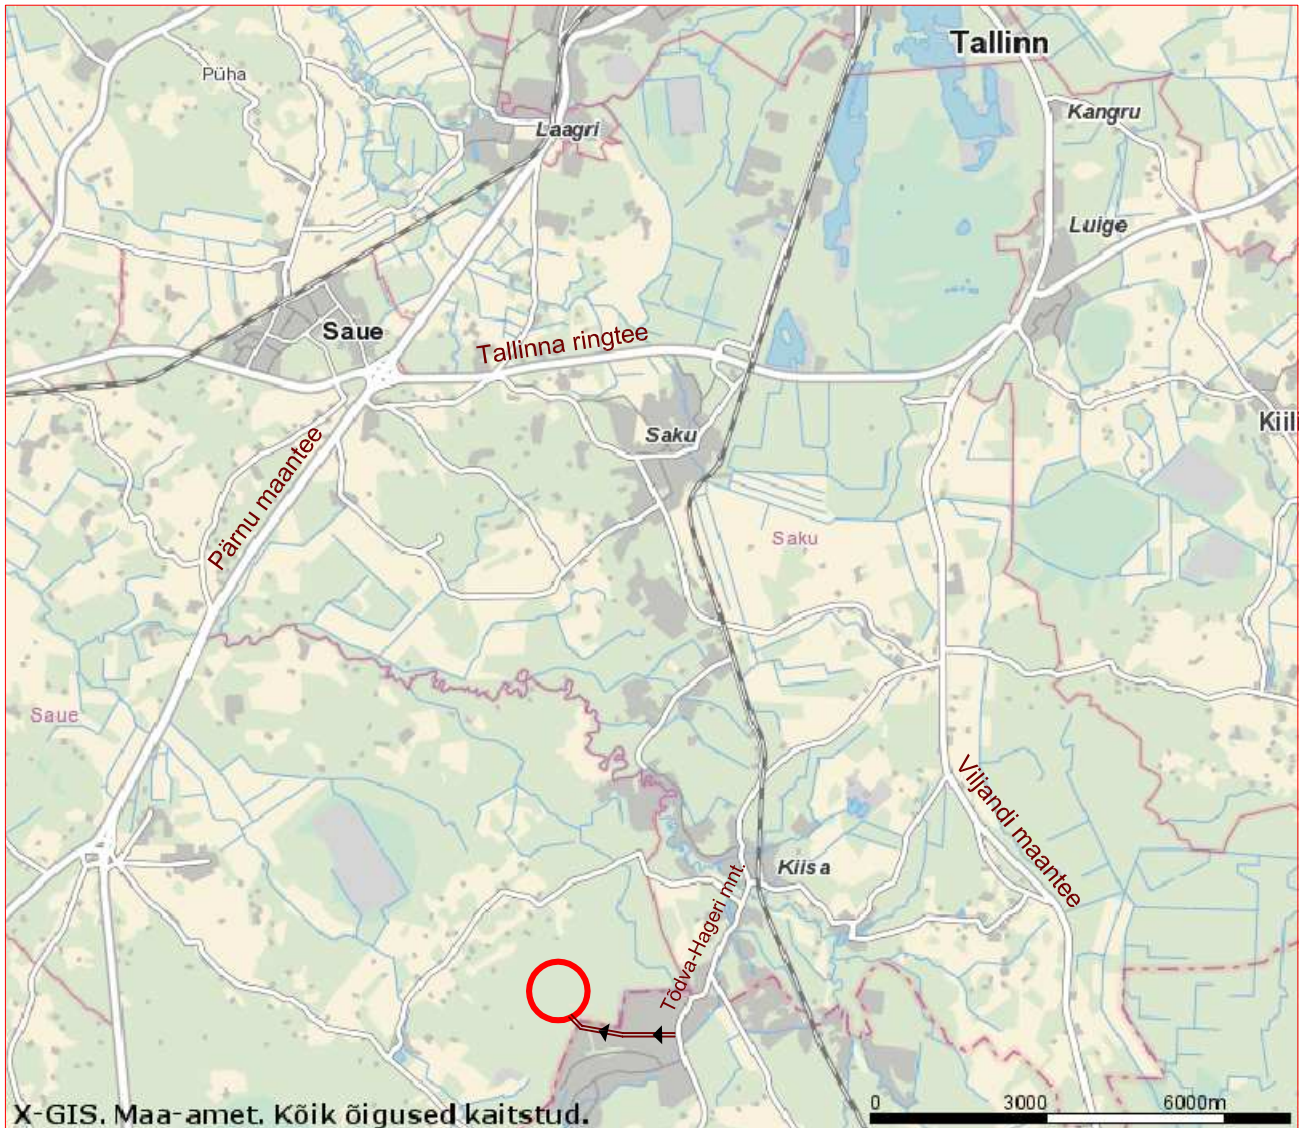 Tallinn
Püha
Kangru
Laagri
Luige
Saue
Tallinna ringtee
Kiili
Saku
Pärnu maantee
Saku
Saue
Viljandi maantee
Kiisa
Tõdva-Hageri mnt.
X-GIS. Maa-amet. Kõik õigused kaitstud.
0 3000 6000m